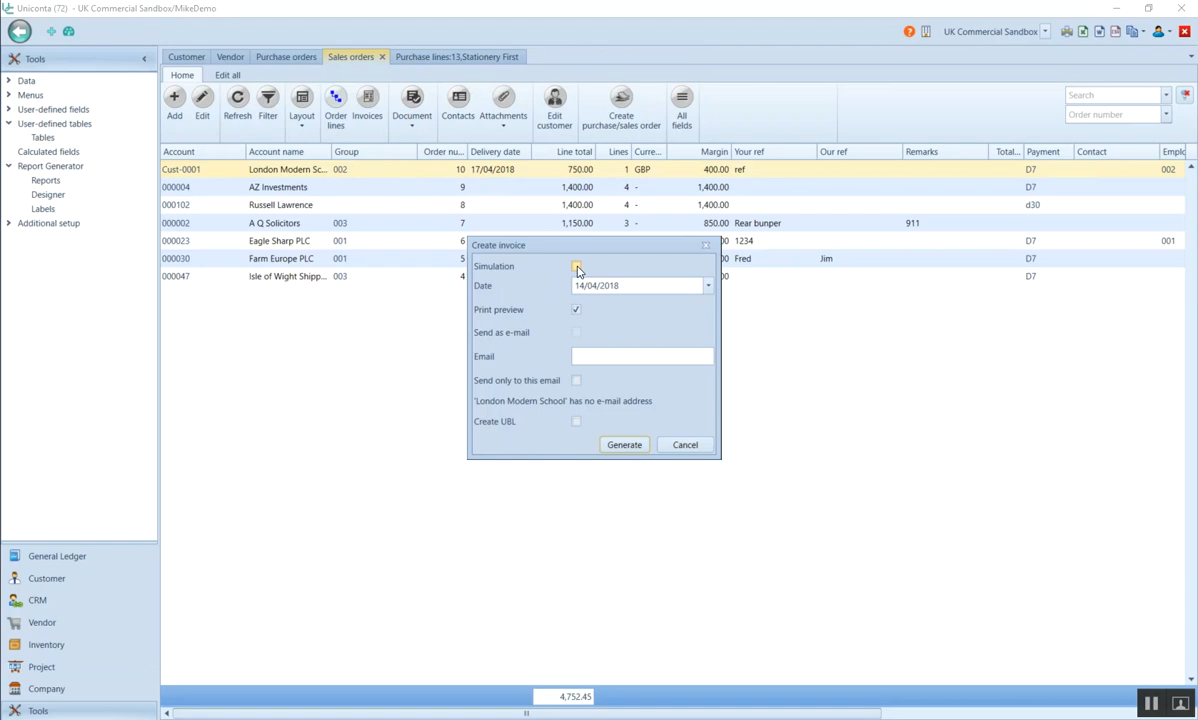 Uniconta (72) - UK Commercial Sandbox/MikeDemo
UK Commercial Sandbox
Tools
Customer Vendor Purchase orders Sales orders Purchase lines:13,Stationery First
Home Edit all
Data
Menus
User-defined fields
User-defined tables
Tables
Calculated fields
Report Generator
Reports
Designer
Labels
Additional setup
Add Edit Refresh Filter Layout Order lines Invoices Document Contacts Attachments Edit customer Create purchase/sales order All fields
Search
Order number
Account Account name Group Order nu... Delivery date Line total Lines Curre... Margin Your ref Our ref Remarks Total... Payment Contact Emplo
Cust-0001 London Modern Sc... 002 10 17/04/2018 750.00 1 GBP 400.00 ref D7 002
000004 AZ Investments 9 1,400.00 4 - 1,400.00 D7
000102 Russell Lawrence 8 1,400.00 4 - 1,400.00 d30
000002 A Q Solicitors 003 7 1,150.00 3 - 850.00 Rear bunper 911 D7
000023 Eagle Sharp PLC 001 6 00 1234 D7 001
000030 Farm Europe PLC 001 5 00 Fred Jim D7
000047 Isle of Wight Shipp... 003 4 00 D7
Create invoice
Simulation
Date 14/04/2018
Print preview
Send as e-mail
Email
Send only to this email
'London Modern School' has no e-mail address
Create UBL
Generate Cancel
General Ledger
Customer
CRM
Vendor
Inventory
Project
Company
Tools
4,752.45